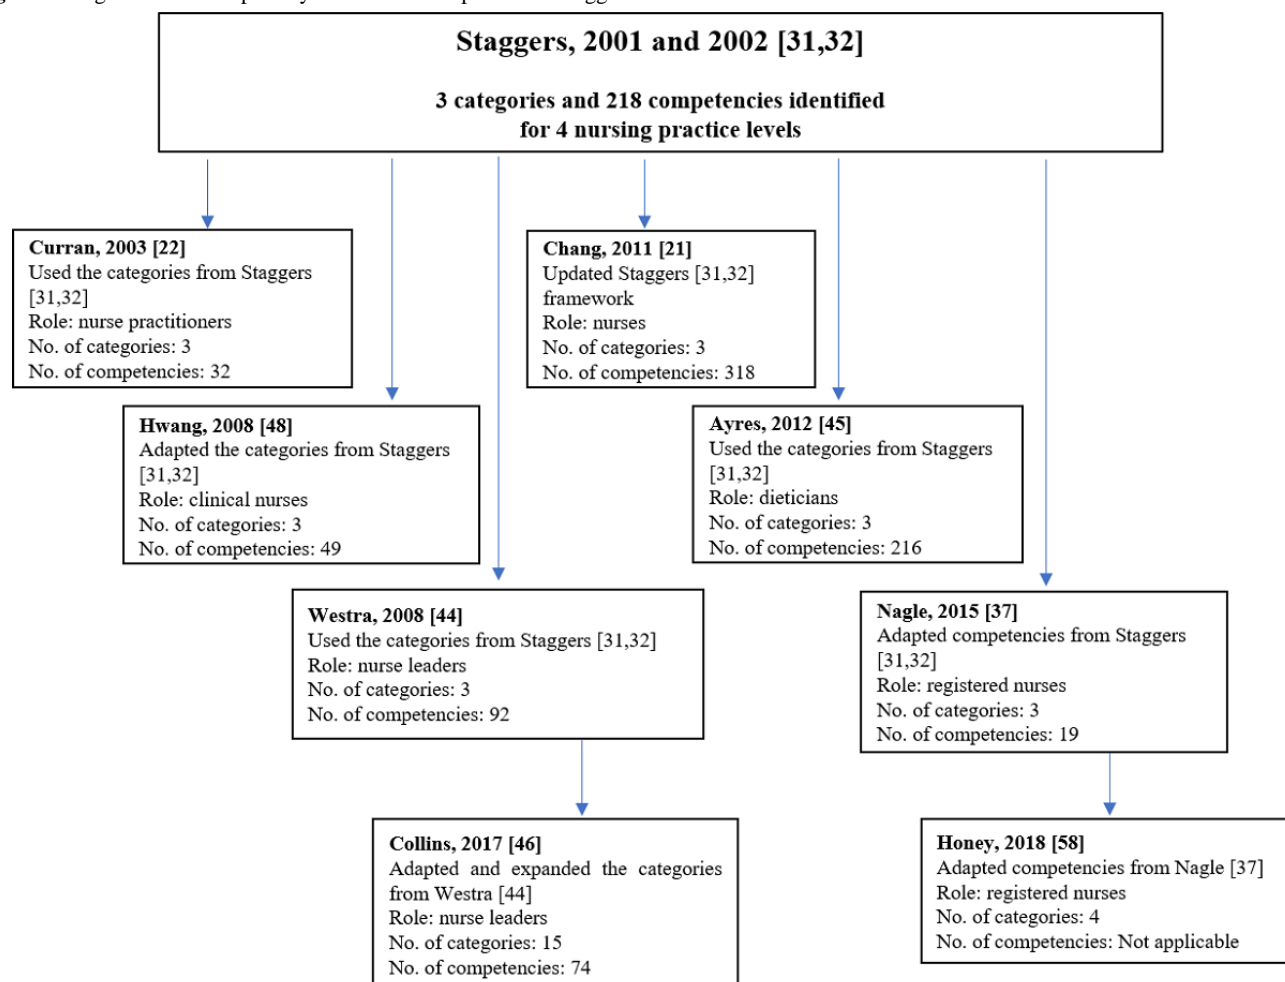 Staggers, 2001 and 2002 [31,32]
3 categories and 218 competencies identified
for 4 nursing practice levels
Curran, 2003 [22]
Used the categories from Staggers
[31,32]
Role: nurse practitioners
No. of categories: 3
No. of competencies: 32
Chang, 2011 [21]
Updated Staggers [31,32]
framework
Role: nurses
No. of categories: 3
No. of competencies: 318
Hwang, 2008 [48]
Adapted the categories from Staggers
[31,32]
Role: clinical nurses
No. of categories: 3
No. of competencies: 49
Ayres, 2012 [45]
Used the categories from Staggers
[31,32]
Role: dieticians
No. of categories: 3
No. of competencies: 216
Westra, 2008 [44]
Used the categories from Staggers [31,32]
Role: nurse leaders
No. of categories: 3
No. of competencies: 92
Nagle, 2015 [37]
Adapted competencies from Staggers
[31,32]
Role: registered nurses
No. of categories: 3
No. of competencies: 19
Collins, 2017 [46]
Adapted and expanded the categories
from Westra [44]
Role: nurse leaders
No. of categories: 15
No. of competencies: 74
Honey, 2018 [58]
Adapted competencies from Nagle [37]
Role: registered nurses
No. of categories: 4
No. of competencies: Not applicable